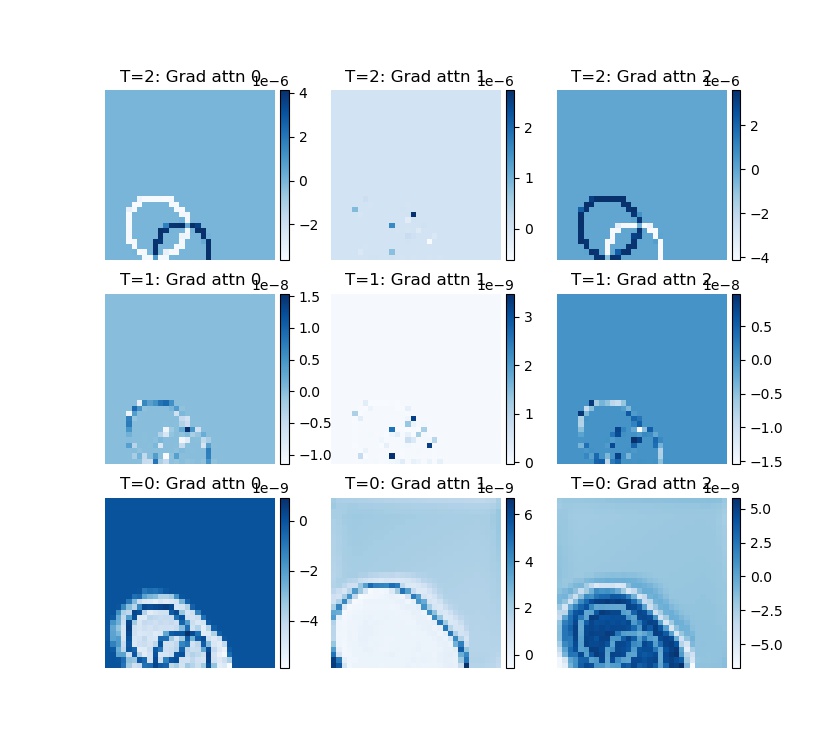 T=2: Grad attn 0
1e−6
T=2: Grad attn 1
1e−6
T=2: Grad attn 2
1e−6
4
2
0
−2
2
1
0
2
0
−2
−4
T=1: Grad attn 0
1e−8
T=1: Grad attn 1
1e−9
T=1: Grad attn 2
1e−8
1.5
1.0
0.5
0.0
−0.5
−1.0
3
2
1
0
0.5
0.0
−0.5
−1.0
−1.5
T=0: Grad attn 0
1e−9
T=0: Grad attn 1
1e−9
T=0: Grad attn 2
1e−9
0
−2
−4
6
4
2
0
5.0
2.5
0.0
−2.5
−5.0